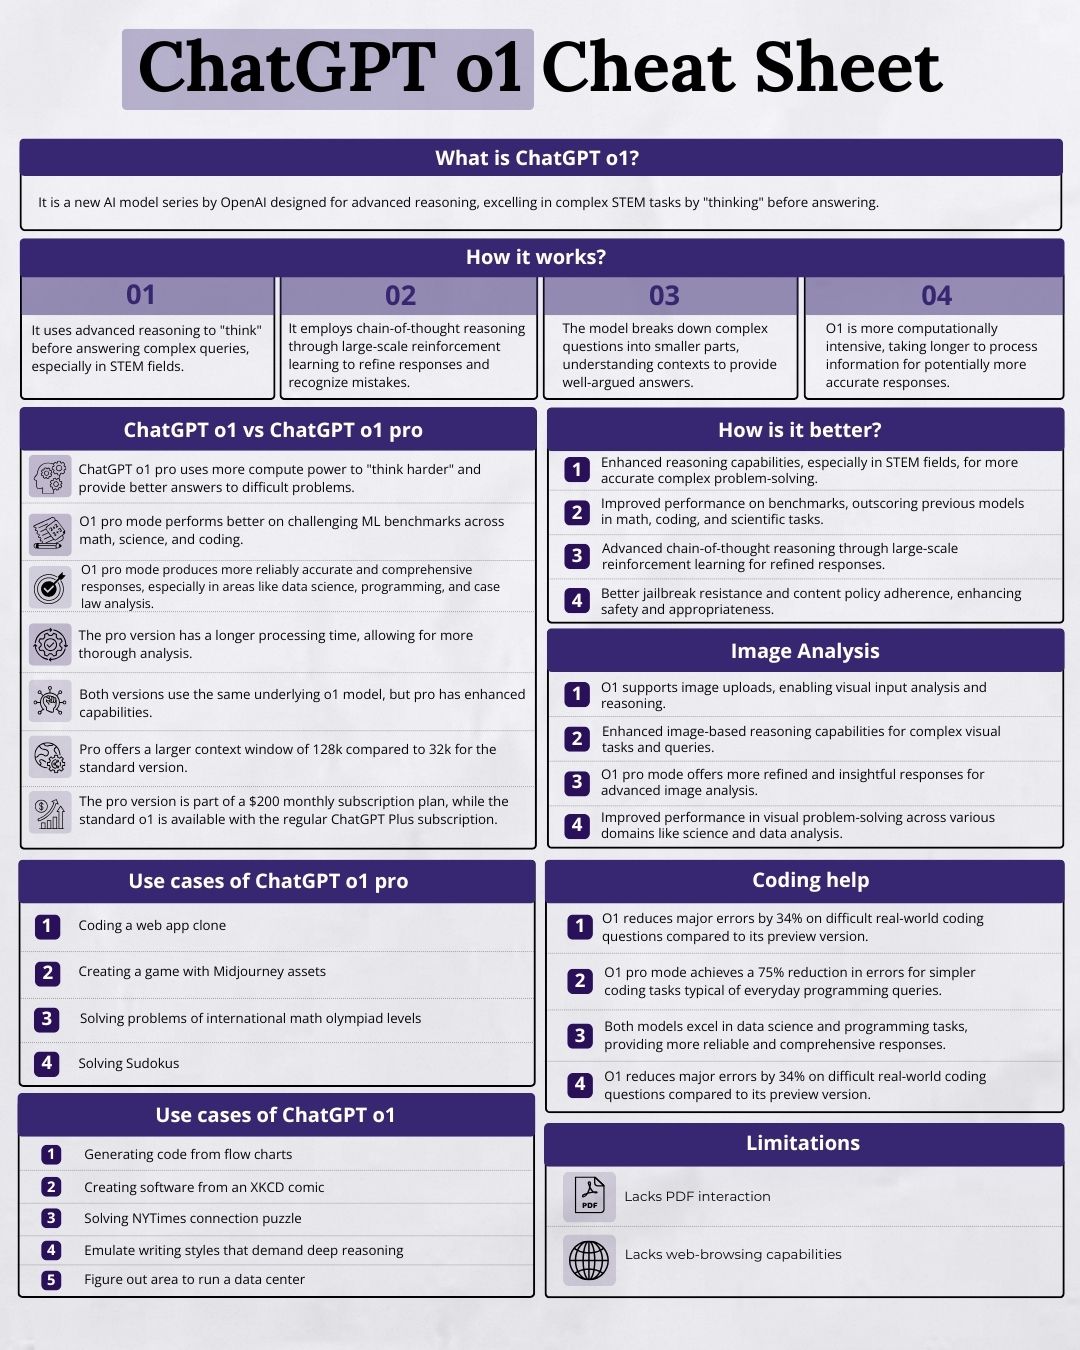 ChatGPT o1 Cheat Sheet
What is ChatGPT o1?
It is a new AI model series by OpenAI designed for advanced reasoning, excelling in complex STEM tasks by "thinking" before answering.
How it works?
01
It uses advanced reasoning to "think"
before answering complex queries,
especially in STEM fields.
02
It employs chain-of-thought reasoning
through large-scale reinforcement
learning to refine responses and
recognize mistakes.
03
The model breaks down complex
questions into smaller parts,
understanding contexts to provide
well-argued answers.
04
O1 is more computationally
intensive, taking longer to process
information for potentially more
accurate responses.
ChatGPT o1 vs ChatGPT o1 pro
ChatGPT o1 pro uses more compute power to "think harder" and
provide better answers to difficult problems.
O1 pro mode performs better on challenging ML benchmarks across
math, science, and coding.
O1 pro mode produces more reliably accurate and comprehensive
responses, especially in areas like data science, programming, and case
law analysis.
The pro version has a longer processing time, allowing for more
thorough analysis.
Both versions use the same underlying o1 model, but pro has enhanced
capabilities.
Pro offers a larger context window of 128k compared to 32k for the
standard version.
$
The pro version is part of a $200 monthly subscription plan, while the
standard o1 is available with the regular ChatGPT Plus subscription.
How is it better?
1 Enhanced reasoning capabilities, especially in STEM fields, for more
accurate complex problem-solving.
2 Improved performance on benchmarks, outscoring previous models
in math, coding, and scientific tasks.
3 Advanced chain-of-thought reasoning through large-scale
reinforcement learning for refined responses.
4 Better jailbreak resistance and content policy adherence, enhancing
safety and appropriateness.
Image Analysis
1 O1 supports image uploads, enabling visual input analysis and
reasoning.
2 Enhanced image-based reasoning capabilities for complex visual
tasks and queries.
3 O1 pro mode offers more refined and insightful responses for
advanced image analysis.
4 Improved performance in visual problem-solving across various
domains like science and data analysis.
Use cases of ChatGPT o1 pro
1 Coding a web app clone
2 Creating a game with Midjourney assets
3 Solving problems of international math olympiad levels
4 Solving Sudokus
Use cases of ChatGPT o1
1 Generating code from flow charts
2 Creating software from an XKCD comic
3 Solving NYTimes connection puzzle
4 Emulate writing styles that demand deep reasoning
5 Figure out area to run a data center
Coding help
1 O1 reduces major errors by 34% on difficult real-world coding
questions compared to its preview version.
2 O1 pro mode achieves a 75% reduction in errors for simpler
coding tasks typical of everyday programming queries.
3 Both models excel in data science and programming tasks,
providing more reliable and comprehensive responses.
4 O1 reduces major errors by 34% on difficult real-world coding
questions compared to its preview version.
Limitations
PDF
Lacks PDF interaction
Lacks web-browsing capabilities